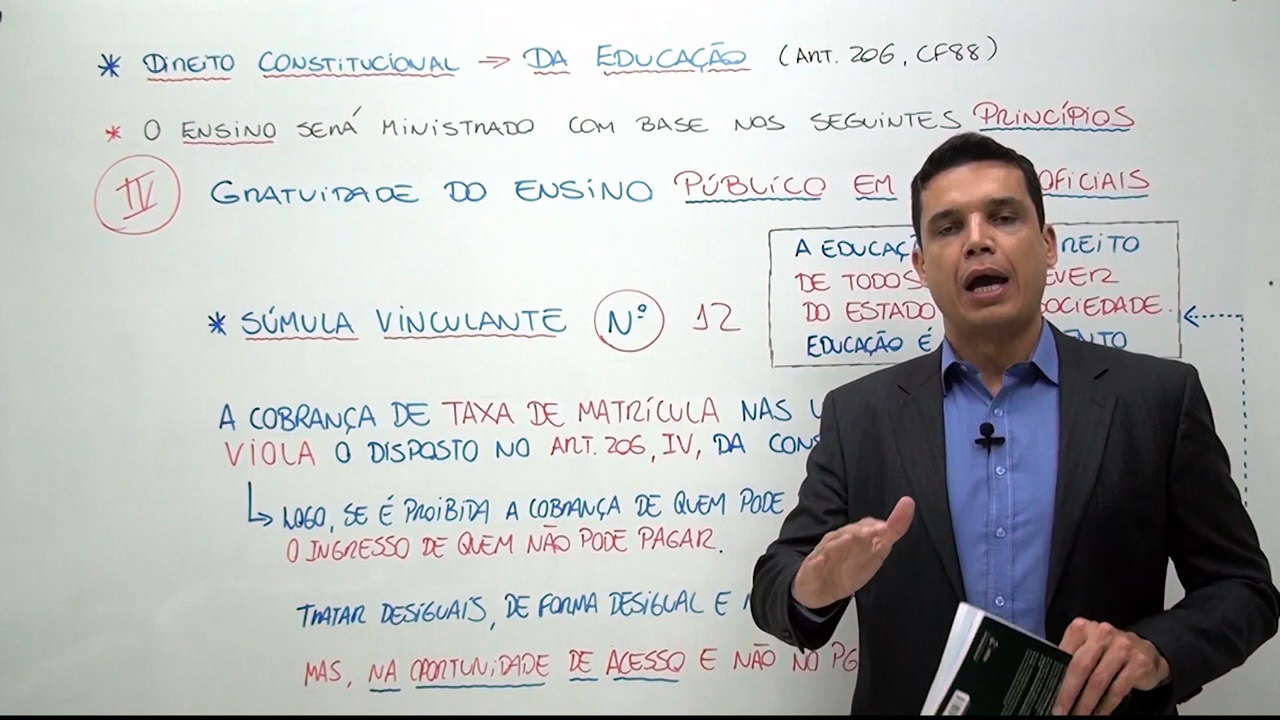 * DIREITO CONSTITUCIONAL → DA EDUCAÇÃO (ART. 206, CF88)
* O ENSINO SERÁ MINISTRADO COM BASE NOS SEGUINTES PRINCÍPIOS
IV GRATUIDADE DO ENSINO PÚBLICO EM OFICIAIS
A EDUCAÇ REITO
DE TODOS EVER
DO ESTADO SOCIEDADE.
EDUCAÇÃO É NTO
* SÚMULA VINCULANTE Nº 12
A COBRANÇA DE TAXA DE MATRÍCULA NAS U
VIOLA O DISPOSTO NO ART. 206, IV, DA CONS
↳ LOGO, SE É PROIBIDA A COBRANÇA DE QUEM PODE
O INGRESSO DE QUEM NÃO PODE PAGAR.
TRATAR DESIGUAIS, DE FORMA DESIGUAL E
MAS, NA OPORTUNIDADE DE ACESSO E NÃO NO PG